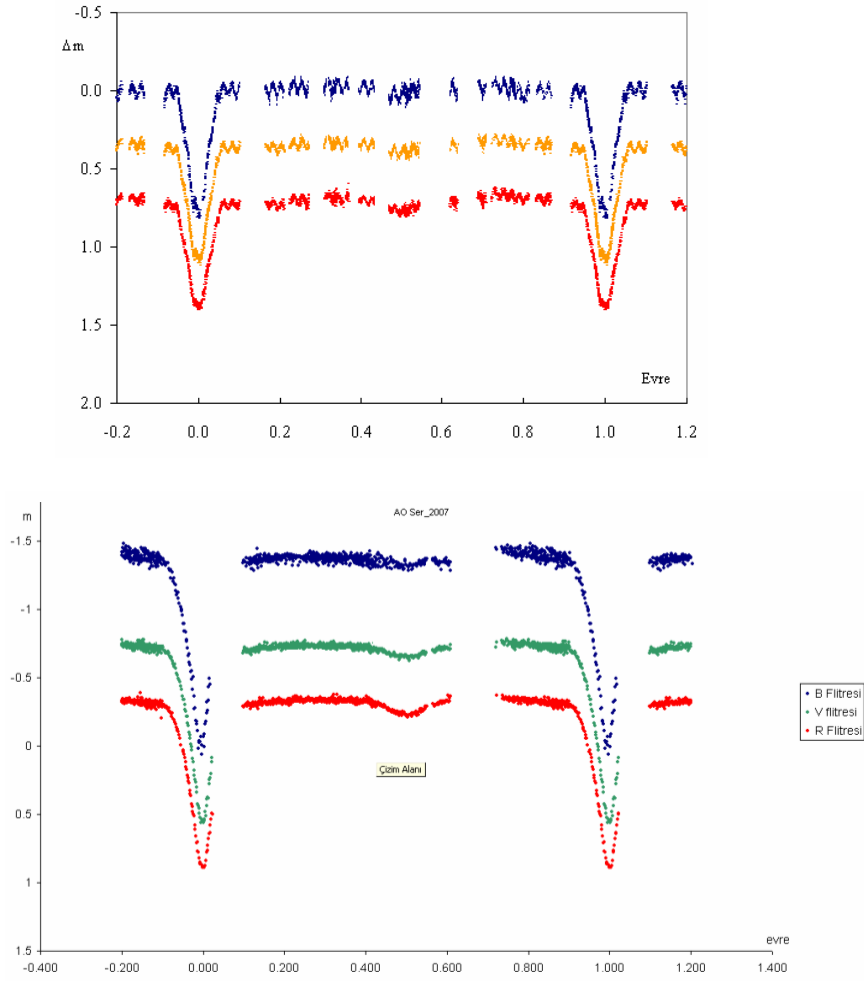 -0.5
Δm
0.0
0.5
1.0
1.5
Evre
2.0
-0.2 0.0 0.2 0.4 0.6 0.8 1.0 1.2
m
AO Ser_2007
-1.5
-1
-0.5
0
0.5
1
1.5
B Flitresi
V flitresi
R Flitresi
Çizim Alanı
evre
-0.400 -0.200 0.000 0.200 0.400 0.600 0.800 1.000 1.200 1.400